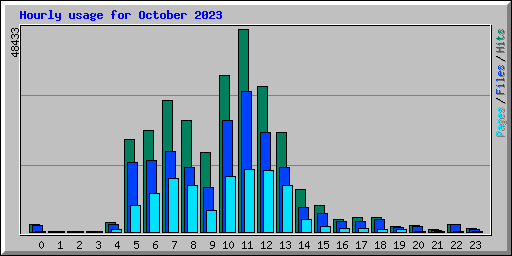 Hourly usage for October 2023
48433
Pages/Files/Hits
0 1 2 3 4 5 6 7 8 9 10 11 12 13 14 15 16 17 18 19 20 21 22 23